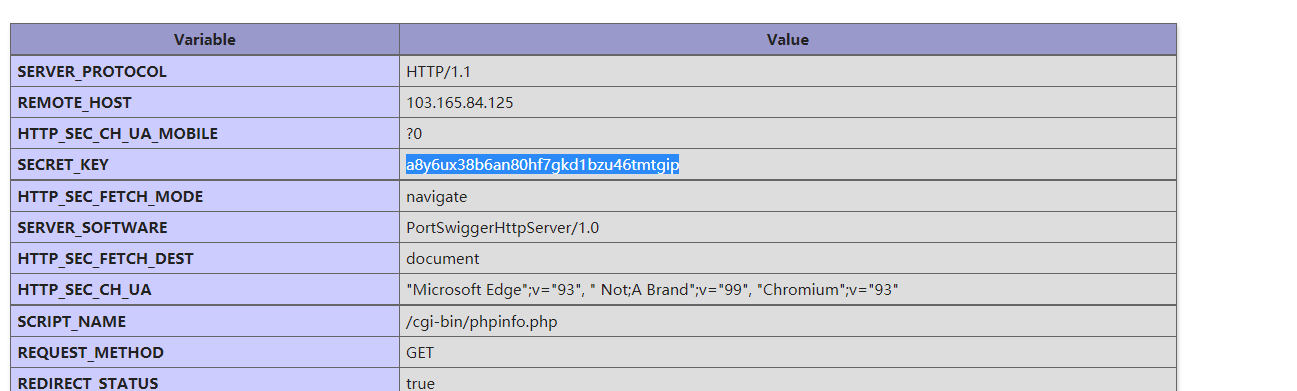 Variable Value
SERVER_PROTOCOL HTTP/1.1
REMOTE_HOST 103.165.84.125
HTTP_SEC_CH_UA_MOBILE ?0
SECRET_KEY a8y6ux38b6an80hf7gkd1bzu46tmtgip
HTTP_SEC_FETCH_MODE navigate
SERVER_SOFTWARE PortSwiggerHttpServer/1.0
HTTP_SEC_FETCH_DEST document
HTTP_SEC_CH_UA "Microsoft Edge";v="93", " Not;A Brand";v="99", "Chromium";v="93"
SCRIPT_NAME /cgi-bin/phpinfo.php
REQUEST_METHOD GET
REDIRECT_STATUS true